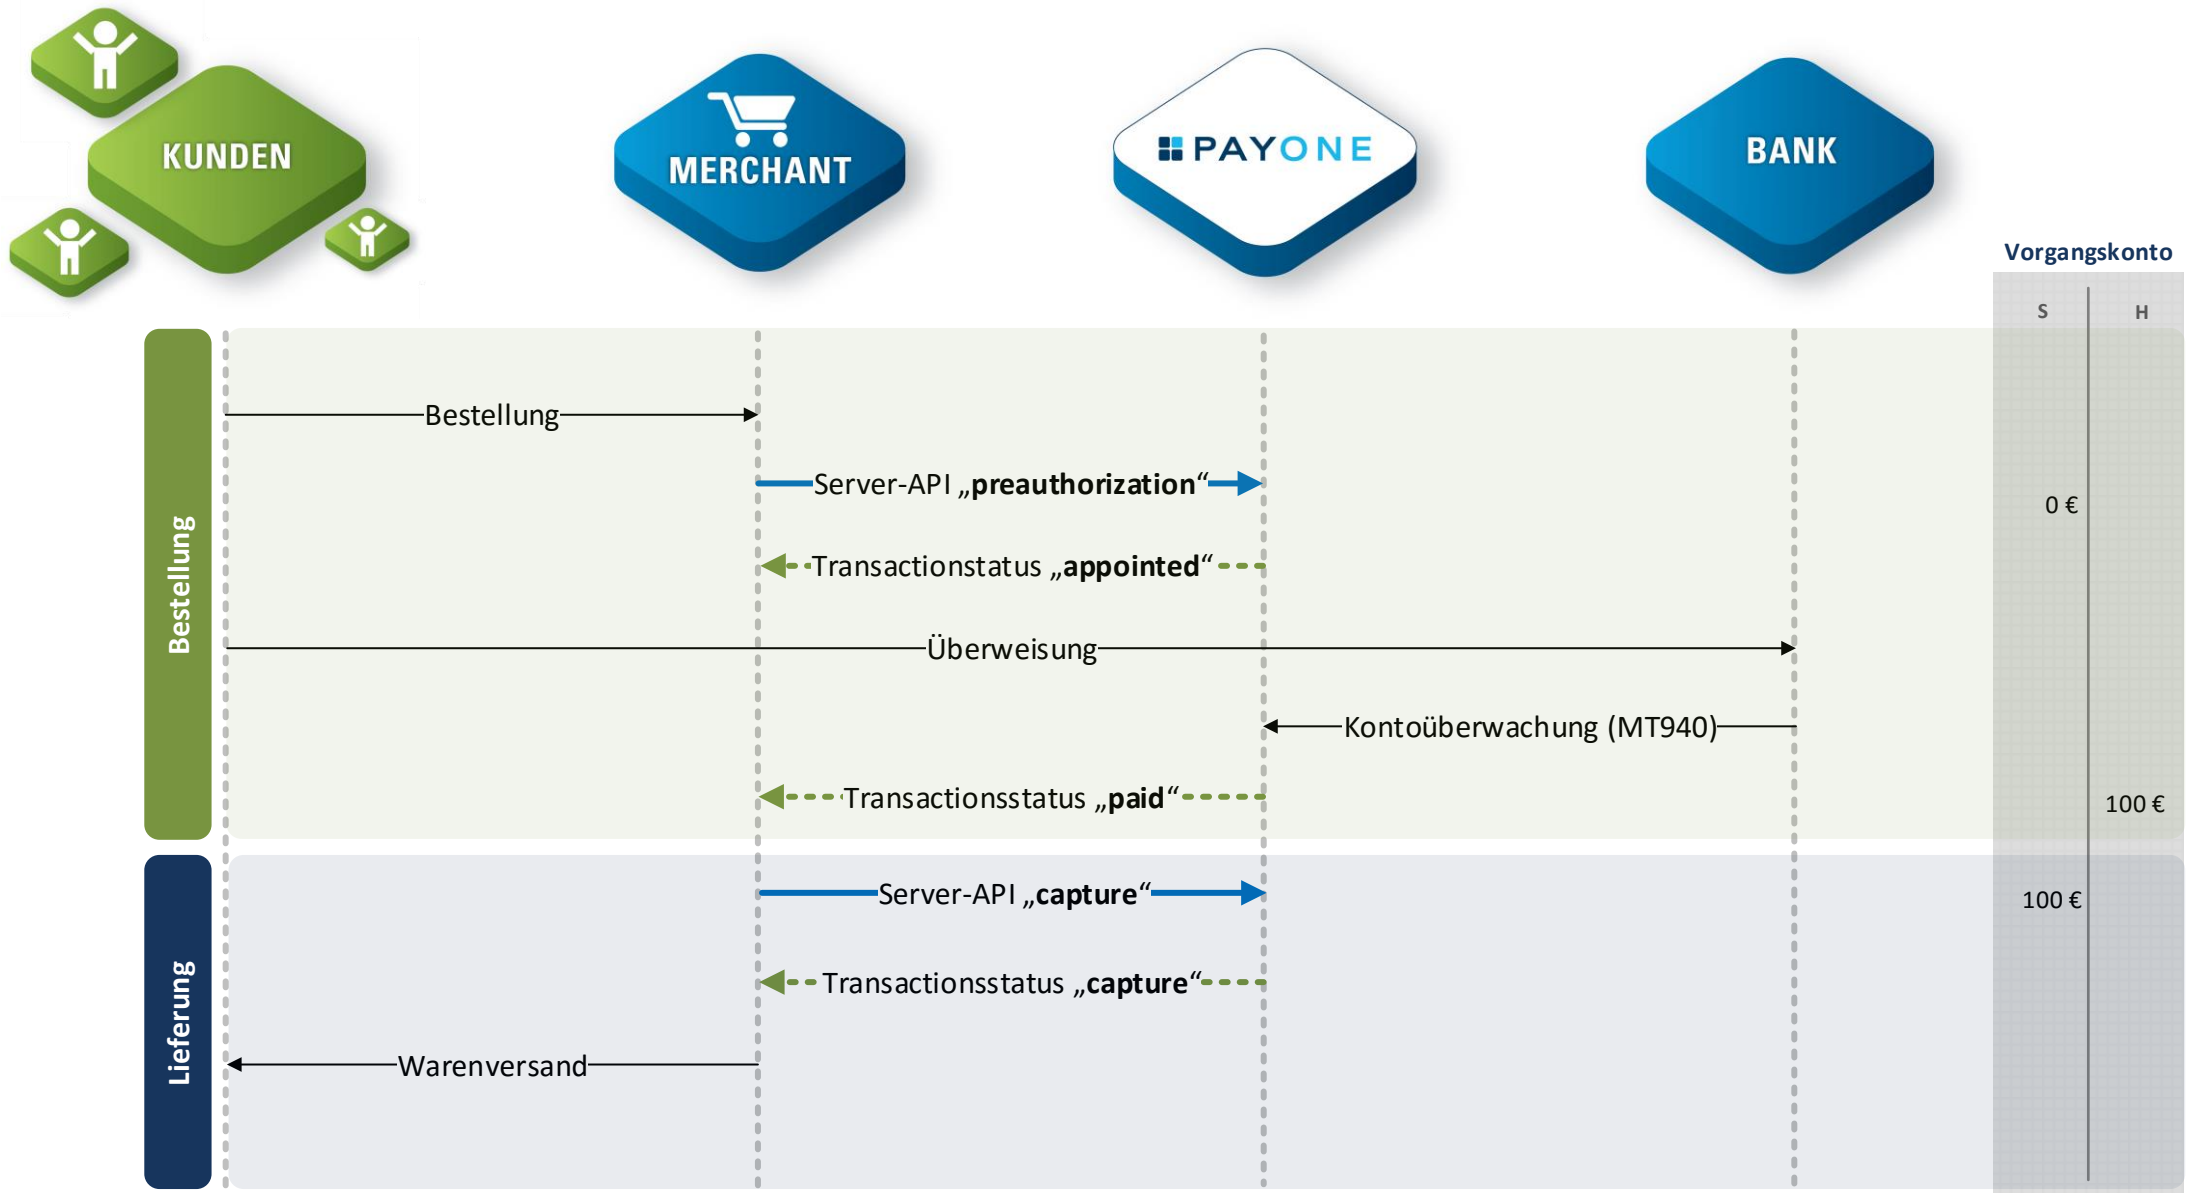 KUNDEN
MERCHANT
PAYONE
BANK
Vorgangskonto
S
H
Bestellung
Bestellung
Server-API „preauthorization“
0 €
Transactionstatus „appointed“
Überweisung
Kontoüberwachung (MT940)
Transactionsstatus „paid“
100 €
Lieferung
Server-API „capture“
100 €
Transactionsstatus „capture“
Warenversand